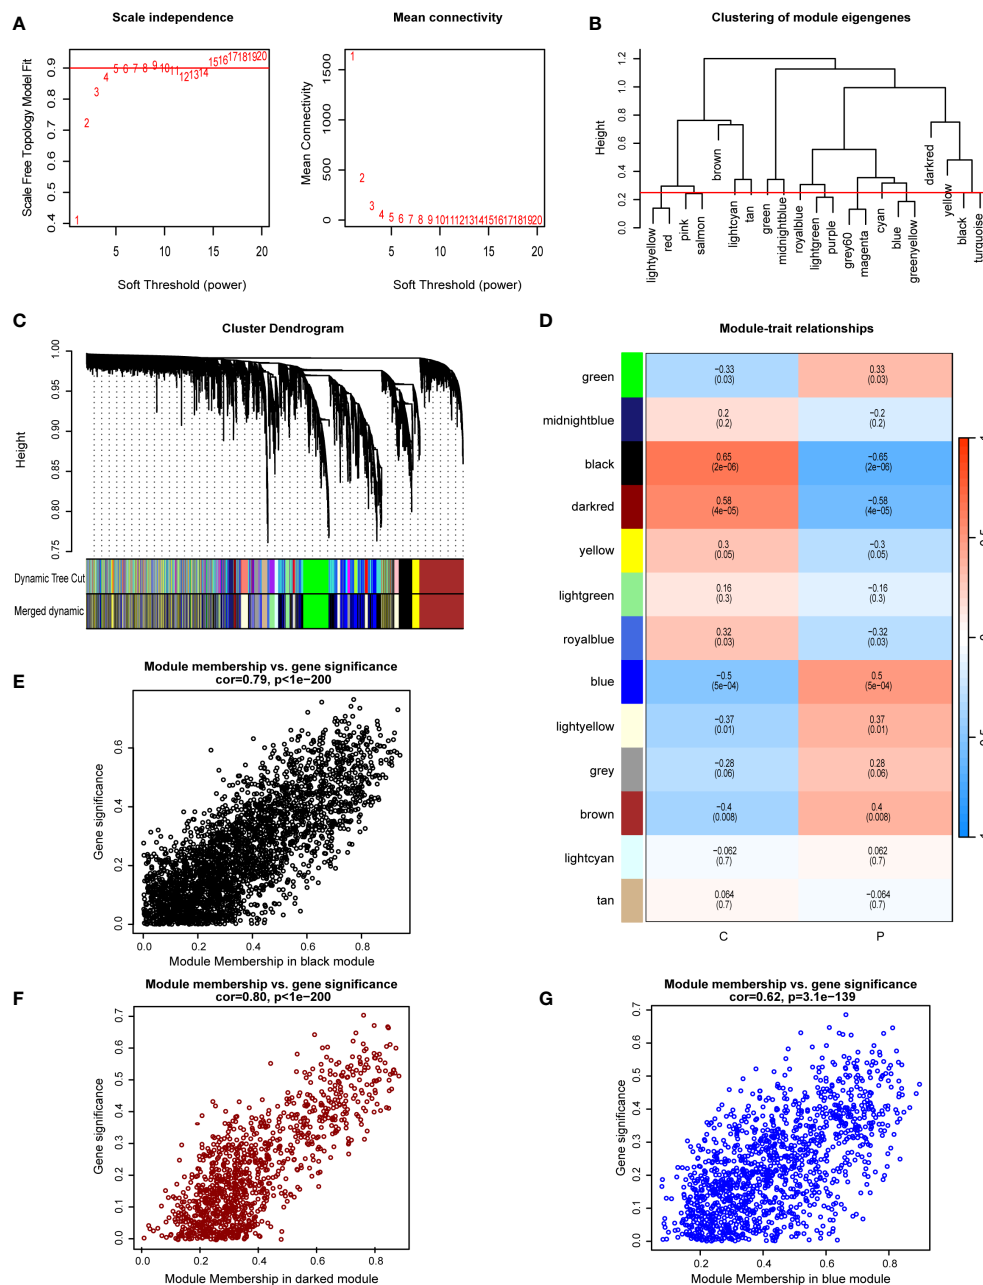 A
Scale independence
Scale Free Topology Model Fit
0.4 0.5 0.6 0.7 0.8 0.9
1 2 3 4 5 6 7 8 9 10 11 12 13 14 15 16 17 18 19 20
5 10 15 20
Soft Threshold (power)
Mean connectivity
Mean Connectivity
0 500 1000 1500
1 2 3 4 5 6 7 8 9 10 11 12 13 14 15 16 17 18 19 20
5 10 15 20
Soft Threshold (power)
B
Clustering of module eigengenes
Height
0.0 0.2 0.4 0.6 0.8 1.0 1.2
lightyellow
red
pink
salmon
brown
lightcyan
tan
green
midnightblue
royalblue
lightgreen
purple
grey60
magenta
cyan
blue
greenyellow
darkred
yellow
black
turquoise
C
Cluster Dendrogram
Height
0.75 0.80 0.85 0.90 0.95 1.00
Dynamic Tree Cut
Merged dynamic
D
Module-trait relationships
green −0.33 (0.03) 0.33 (0.03)
midnightblue 0.2 (0.2) −0.2 (0.2)
black 0.65 (2e−06) −0.65 (2e−06)
darkred 0.58 (4e−05) −0.58 (4e−05)
yellow 0.3 (0.05) −0.3 (0.05)
lightgreen 0.16 (0.3) −0.16 (0.3)
royalblue 0.32 (0.03) −0.32 (0.03)
blue −0.5 (5e−04) 0.5 (5e−04)
lightyellow −0.37 (0.01) 0.37 (0.01)
grey −0.28 (0.06) 0.28 (0.06)
brown −0.4 (0.008) 0.4 (0.008)
lightcyan −0.062 (0.7) 0.062 (0.7)
tan 0.064 (0.7) −0.064 (0.7)
C P
E
Module membership vs. gene significance
cor=0.79, p<1e−200
Gene significance
0.0 0.2 0.4 0.6
0.0 0.2 0.4 0.6 0.8
Module Membership in black module
F
Module membership vs. gene significance
cor=0.80, p<1e−200
Gene significance
0.0 0.1 0.2 0.3 0.4 0.5 0.6 0.7
0.0 0.2 0.4 0.6 0.8
Module Membership in darked module
G
Module membership vs. gene significance
cor=0.62, p=3.1e−139
Gene significance
0.0 0.1 0.2 0.3 0.4 0.5 0.6 0.7
0.2 0.4 0.6 0.8
Module Membership in blue module